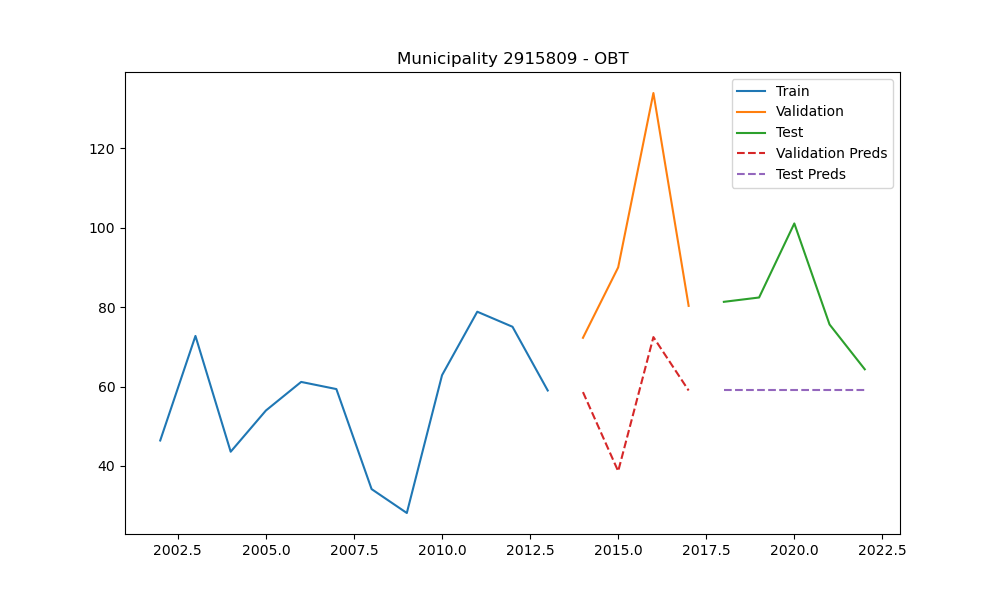 Municipality 2915809 - OBT
Train
Validation
Test
Validation Preds
Test Preds
120
100
80
60
40
2002.5 2005.0 2007.5 2010.0 2012.5 2015.0 2017.5 2020.0 2022.5